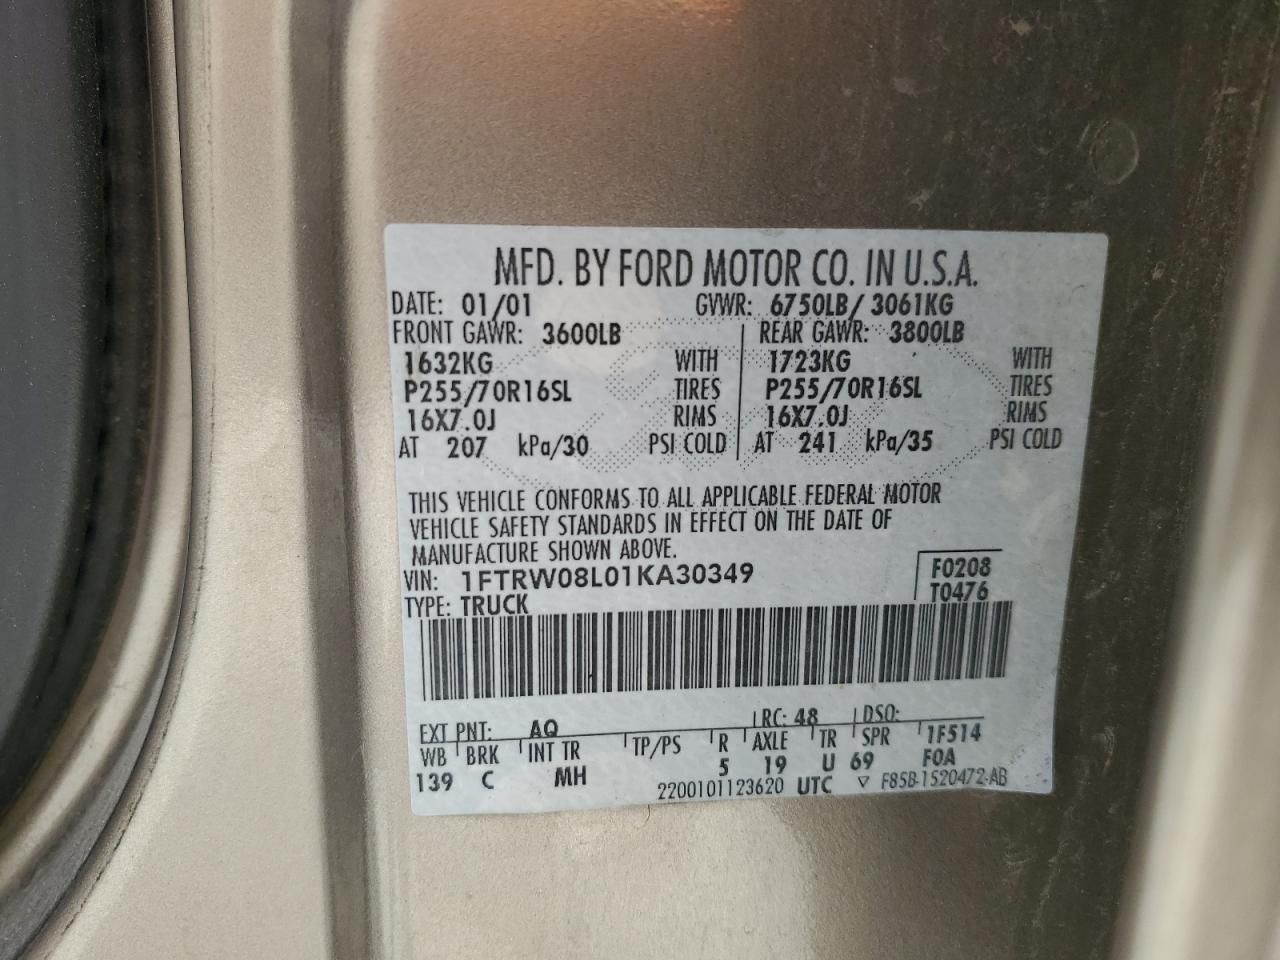 MFD. BY FORD MOTOR CO. IN U.S.A.
DATE: 01/01 GVWR: 6750LB/ 3061KG
FRONT GAWR: 3600LB REAR GAWR: 3800LB
1632KG WITH 1723KG WITH
P255/70R16SL TIRES P255/70R16SL TIRES
16X7.0J RIMS 16X7.0J RIMS
AT 207 kPa/30 PSI COLD AT 241 kPa/35 PSI COLD
THIS VEHICLE CONFORMS TO ALL APPLICABLE FEDERAL MOTOR
VEHICLE SAFETY STANDARDS IN EFFECT ON THE DATE OF
MANUFACTURE SHOWN ABOVE.
VIN: 1FTRW08L01KA30349 F0208
TYPE: TRUCK T0476
EXT PNT: AQ RC: 48 DSO:
WB BRK INT TR TP/PS R AXLE TR SPR 1F514
139 C MH 5 19 U 69 FOA
2200101123620 UTC ▽ F85B-1520472-AB